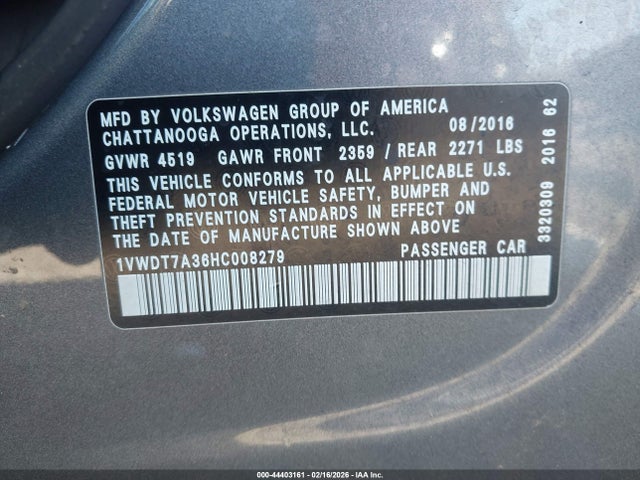 MFD BY VOLKSWAGEN GROUP OF AMERICA
CHATTANOOGA OPERATIONS, LLC. 08/2016
GVWR 4519 GAWR FRONT 2359 / REAR 2271 LBS
THIS VEHICLE CONFORMS TO ALL APPLICABLE U.S.
FEDERAL MOTOR VEHICLE SAFETY, BUMPER AND
THEFT PREVENTION STANDARDS IN EFFECT ON
THE DATE OF MANUFACTURE SHOWN ABOVE
1VWDT7A36HC008279 PASSENGER CAR
3320309 2016 62
000-44403161 - 02/16/2026 - IAA Inc.